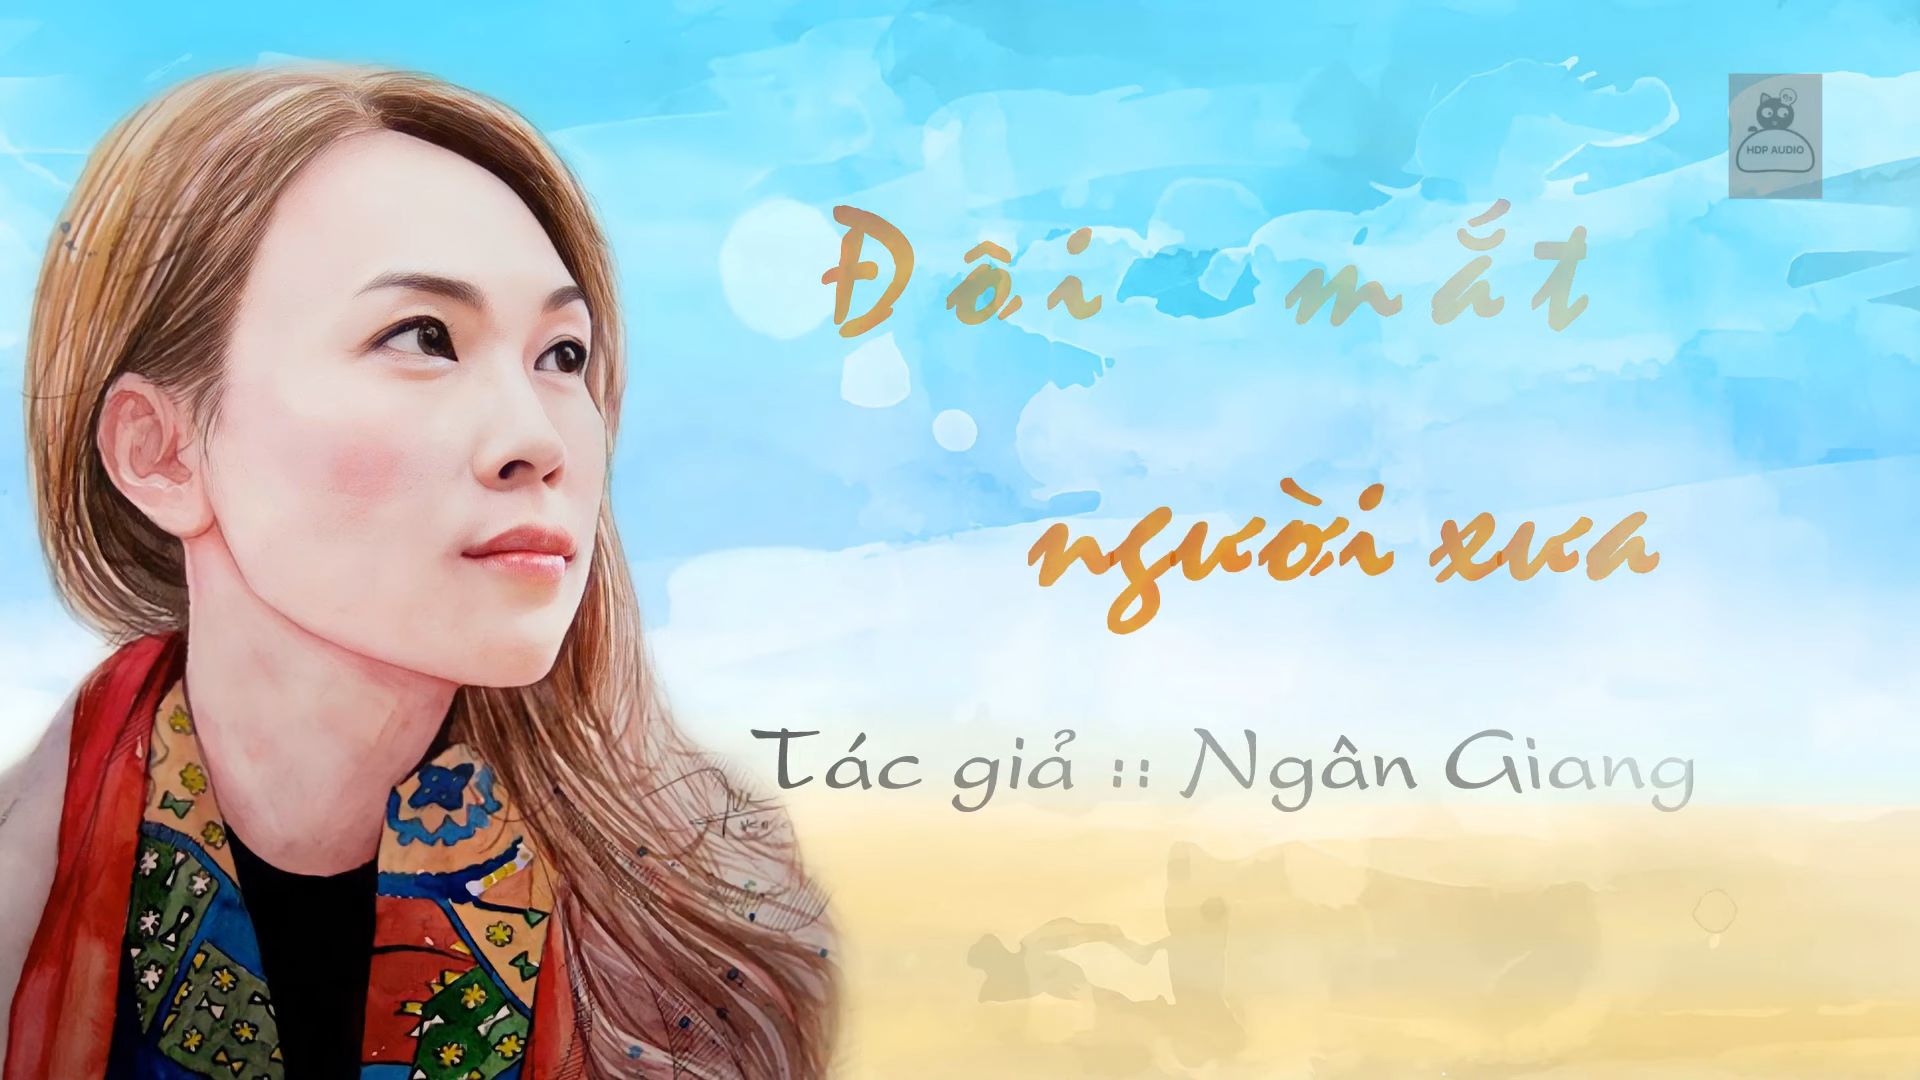 HDP AUDIO
Đôi mắt
người xưa
Tác giả :: Ngân Giang